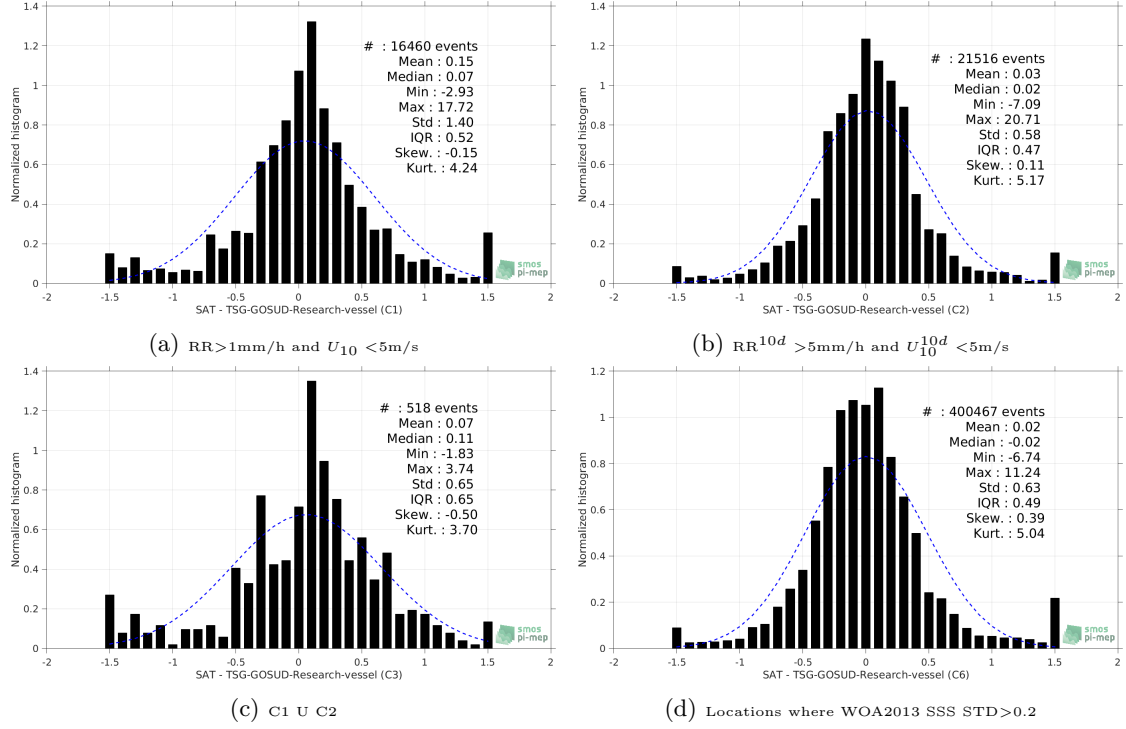 1.4
1.2
1
0.8
0.6
0.4
0.2
0
Normalized histogram
# : 16460 events
Mean : 0.15
Median : 0.07
Min : -2.93
Max : 17.72
Std : 1.40
IQR : 0.52
Skew. : -0.15
Kurt. : 4.24
smos
pi-mep
-2 -1.5 -1 -0.5 0 0.5 1 1.5 2
SAT - TSG-GOSUD-Research-vessel (C1)
(a) RR>1mm/h and U10 <5m/s
1.4
1.2
1
0.8
0.6
0.4
0.2
0
Normalized histogram
# : 21516 events
Mean : 0.03
Median : 0.02
Min : -7.09
Max : 20.71
Std : 0.58
IQR : 0.47
Skew. : 0.11
Kurt. : 5.17
smos
pi-mep
-2 -1.5 -1 -0.5 0 0.5 1 1.5 2
SAT - TSG-GOSUD-Research-vessel (C2)
(b) RR10d >5mm/h and U10d10 <5m/s
1.4
1.2
1
0.8
0.6
0.4
0.2
0
Normalized histogram
# : 518 events
Mean : 0.07
Median : 0.11
Min : -1.83
Max : 3.74
Std : 0.65
IQR : 0.65
Skew. : -0.50
Kurt. : 3.70
smos
pi-mep
-2 -1.5 -1 -0.5 0 0.5 1 1.5 2
SAT - TSG-GOSUD-Research-vessel (C3)
(c) C1 U C2
1.2
1
0.8
0.6
0.4
0.2
0
Normalized histogram
# : 400467 events
Mean : 0.02
Median : -0.02
Min : -6.74
Max : 11.24
Std : 0.63
IQR : 0.49
Skew. : 0.39
Kurt. : 5.04
smos
pi-mep
-2 -1.5 -1 -0.5 0 0.5 1 1.5 2
SAT - TSG-GOSUD-Research-vessel (C6)
(d) Locations where WOA2013 SSS STD>0.2